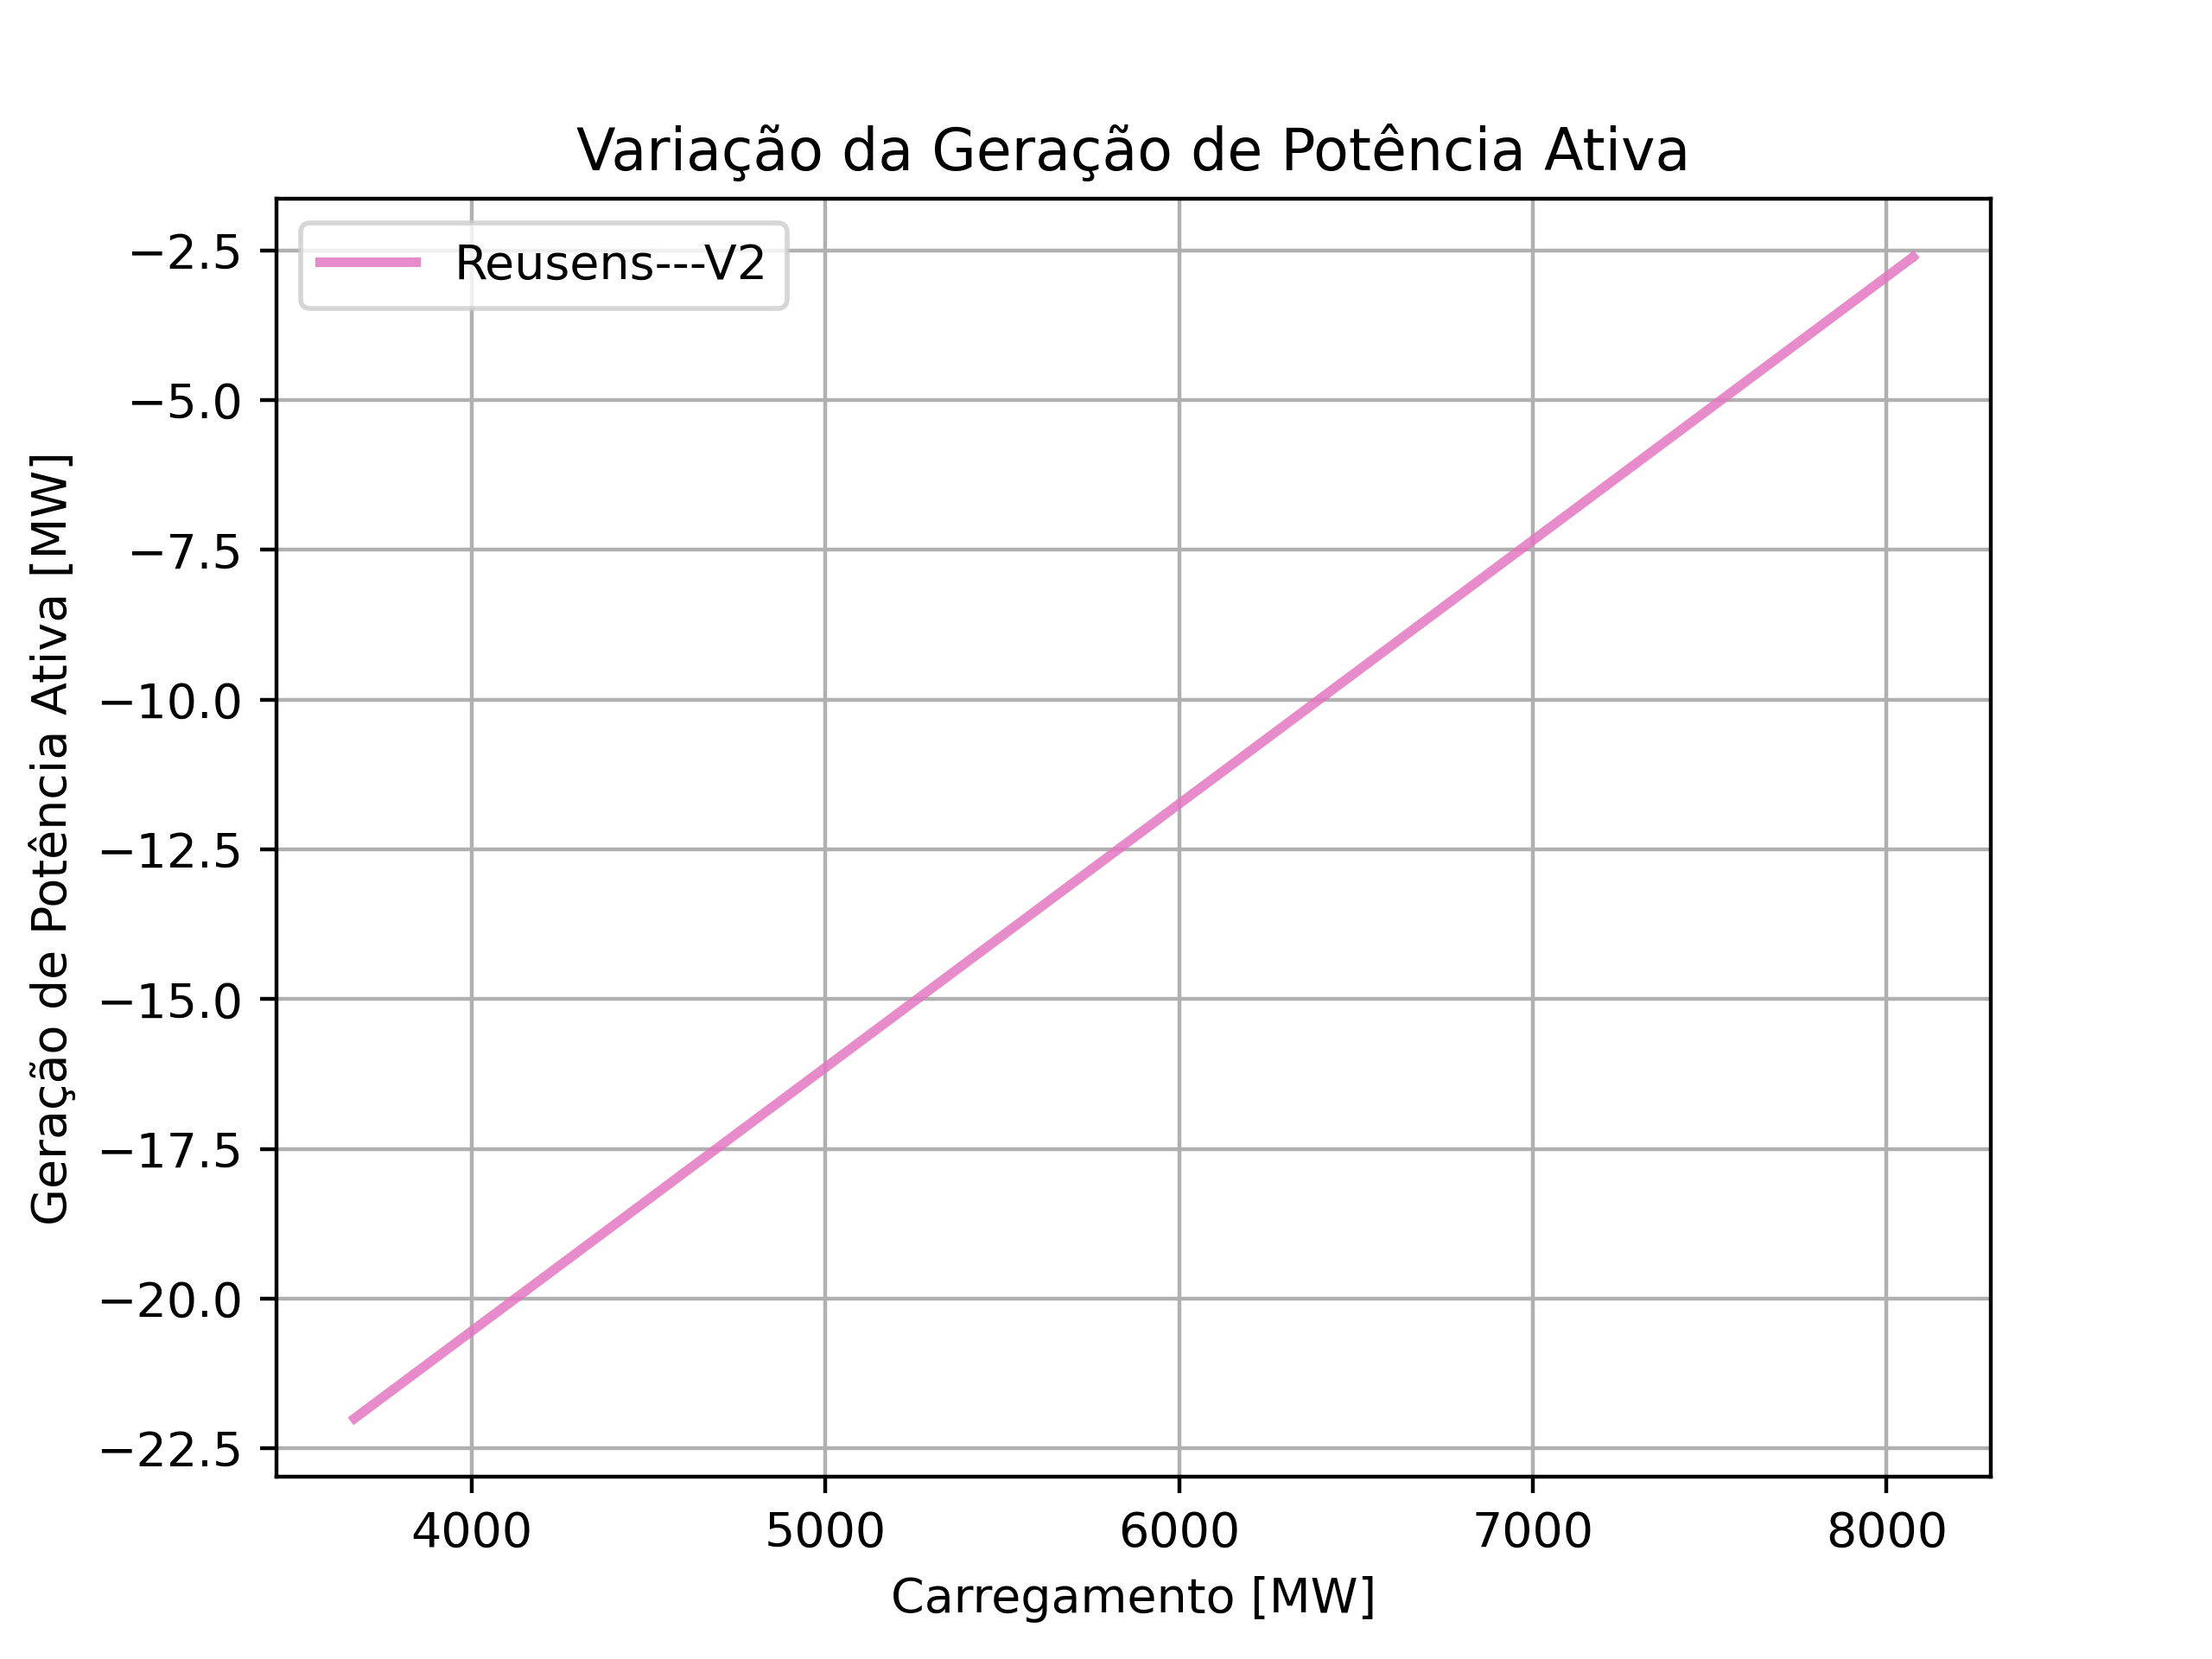 Variação da Geração de Potência Ativa
Reusens---V2
Geração de Potência Ativa [MW]
−2.5
−5.0
−7.5
−10.0
−12.5
−15.0
−17.5
−20.0
−22.5
4000 5000 6000 7000 8000
Carregamento [MW]